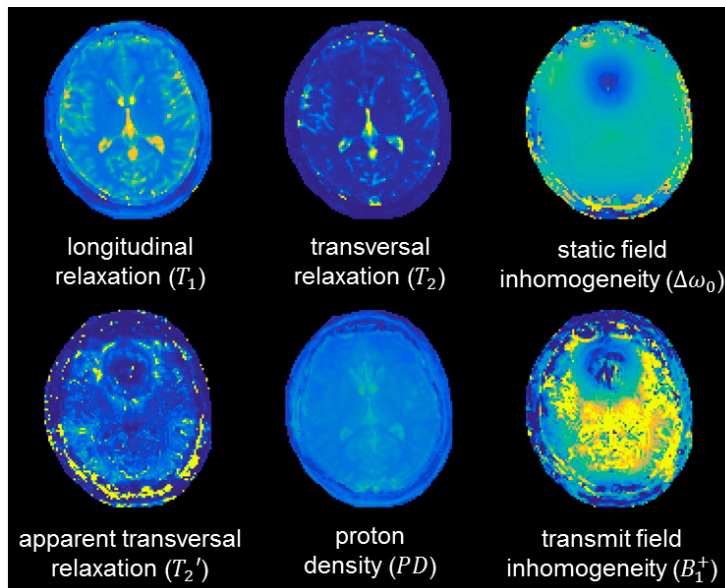 longitudinal
relaxation (T₁)
transversal
relaxation (T₂)
static field
inhomogeneity (Δω₀)
apparent transversal
relaxation (T₂′)
proton
density (PD)
transmit field
inhomogeneity (B₁⁺)